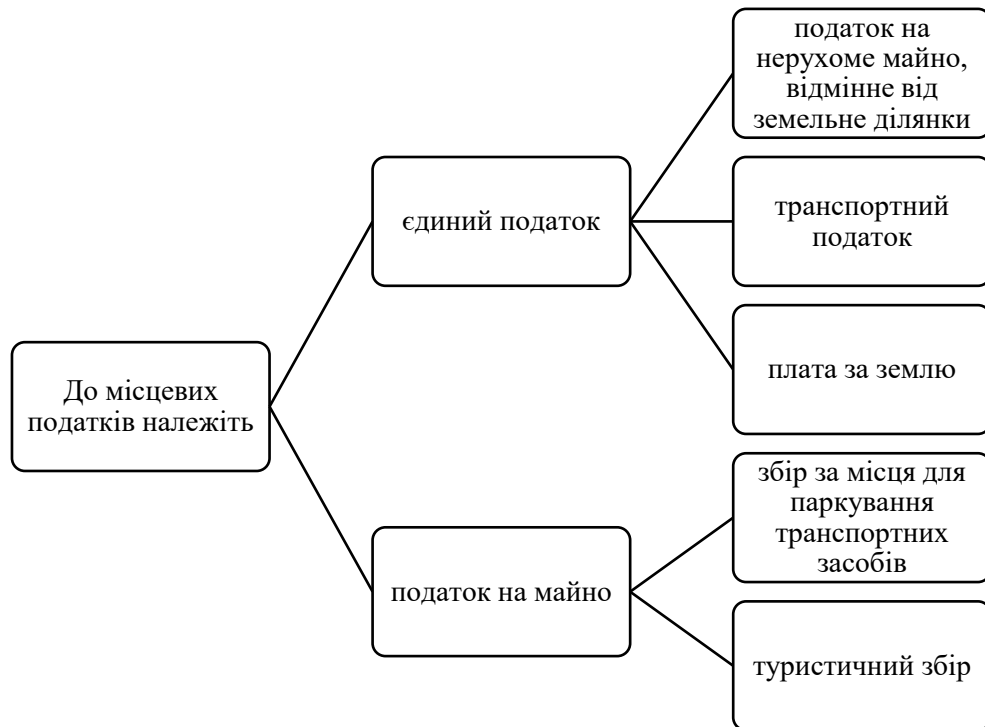 До місцевих
податків належіть
єдиний податок
податок на
нерухоме майно,
відмінне від
земельне ділянки
транспортний
податок
плата за землю
податок на майно
збір за місця для
паркування
транспортних
засобів
туристичний збір